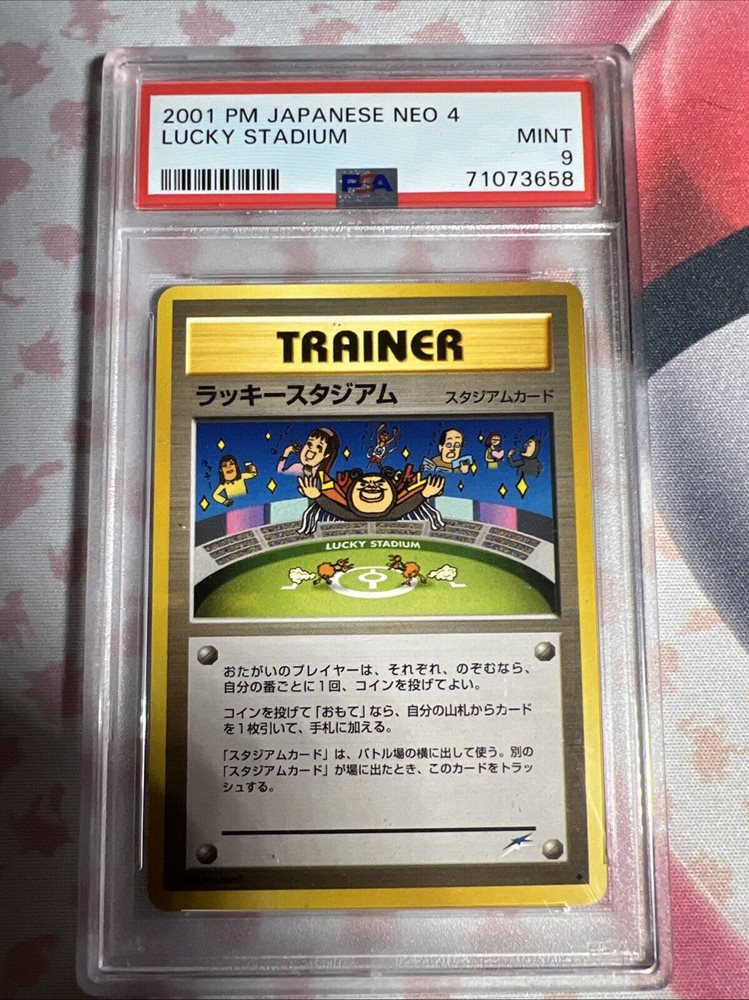 2001 PM JAPANESE NEO 4
LUCKY STADIUM MINT
9
PSA 71073658
TRAINER
ラッキースタジアム スタジアムカード
LUCKY STADIUM
おたがいのプレイヤーは、それぞれ、のぞむなら、
自分の番ごとに1回、コインを投げてよい。
コインを投げて「おもて」なら、自分の山札からカード
を1枚引いて、手札に加える。
「スタジアムカード」は、バトル場の横に出して使う。別の
「スタジアムカード」が場に出たとき、このカードをトラッ
シュする。